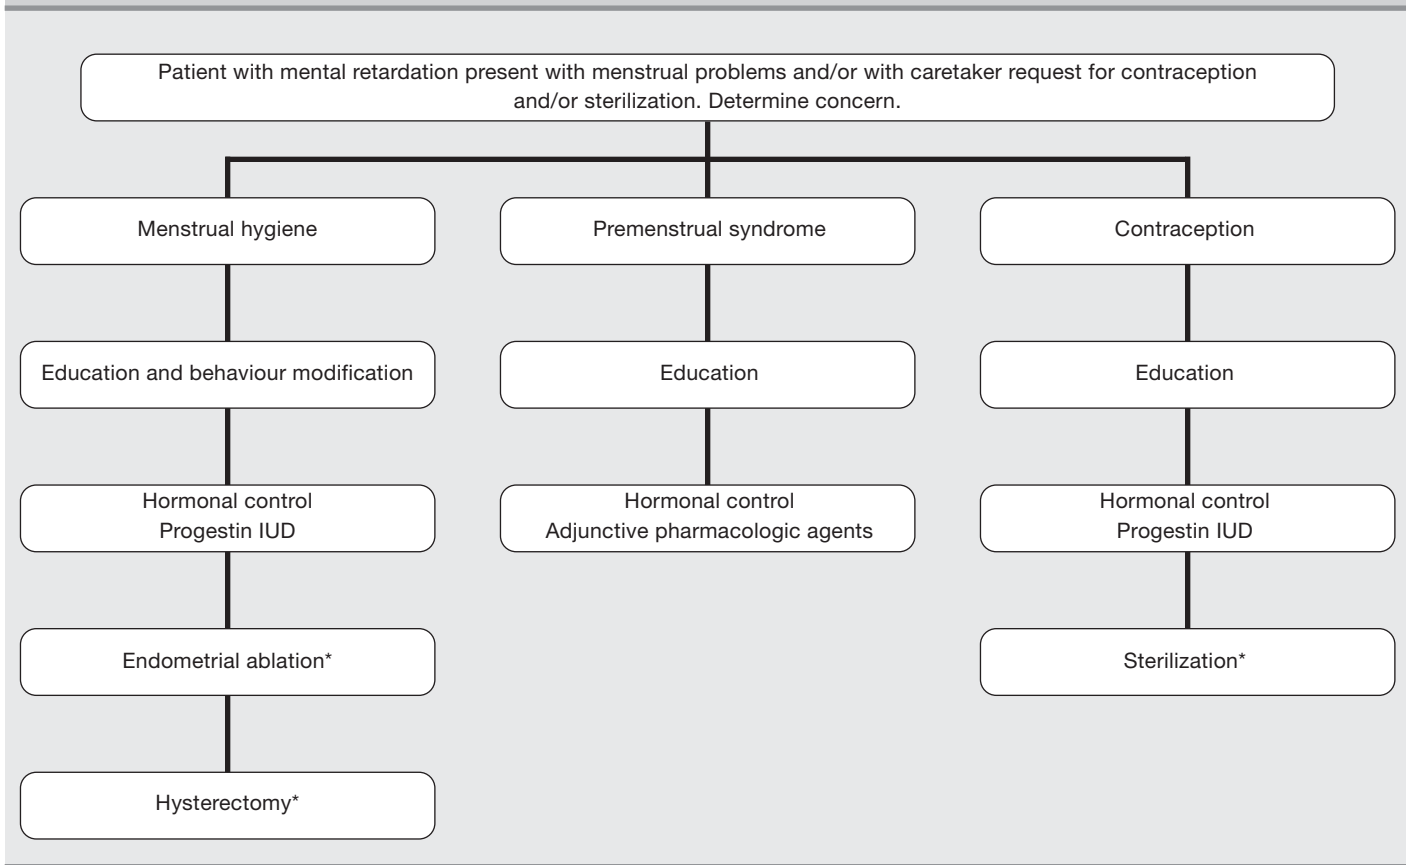 Patient with mental retardation present with menstrual problems and/or with caretaker request for contraception
and/or sterilization. Determine concern.
Menstrual hygiene
Premenstrual syndrome
Contraception
Education and behaviour modification
Education
Education
Hormonal control
Progestin IUD
Hormonal control
Adjunctive pharmacologic agents
Hormonal control
Progestin IUD
Endometrial ablation*
Sterilization*
Hysterectomy*